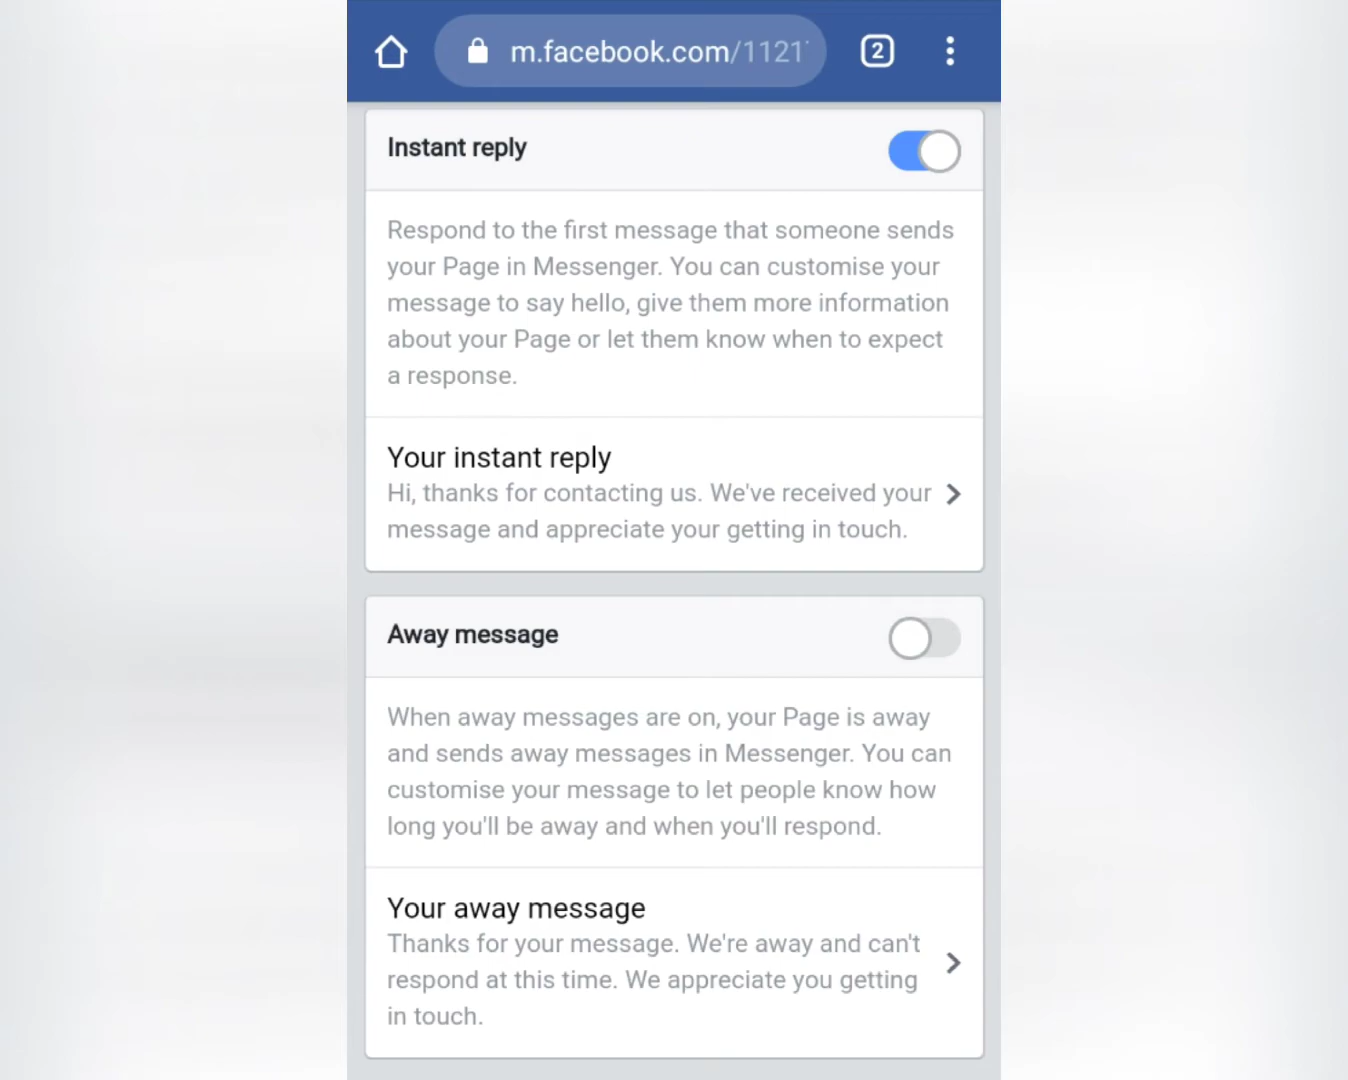 m.facebook.com/1121
2
Instant reply
Respond to the first message that someone sends
your Page in Messenger. You can customise your
message to say hello, give them more information
about your Page or let them know when to expect
a response.
Your instant reply
Hi, thanks for contacting us. We've received your
message and appreciate your getting in touch.
Away message
When away messages are on, your Page is away
and sends away messages in Messenger. You can
customise your message to let people know how
long you'll be away and when you'll respond.
Your away message
Thanks for your message. We're away and can't
respond at this time. We appreciate you getting
in touch.